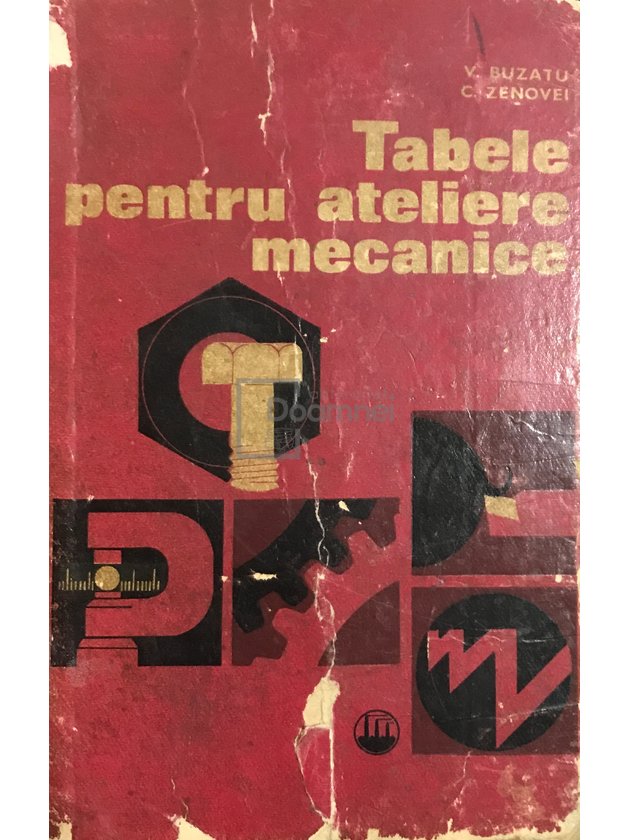 V. BUZATU
C. ZENOVEI
Tabele
pentru ateliere
mecanice